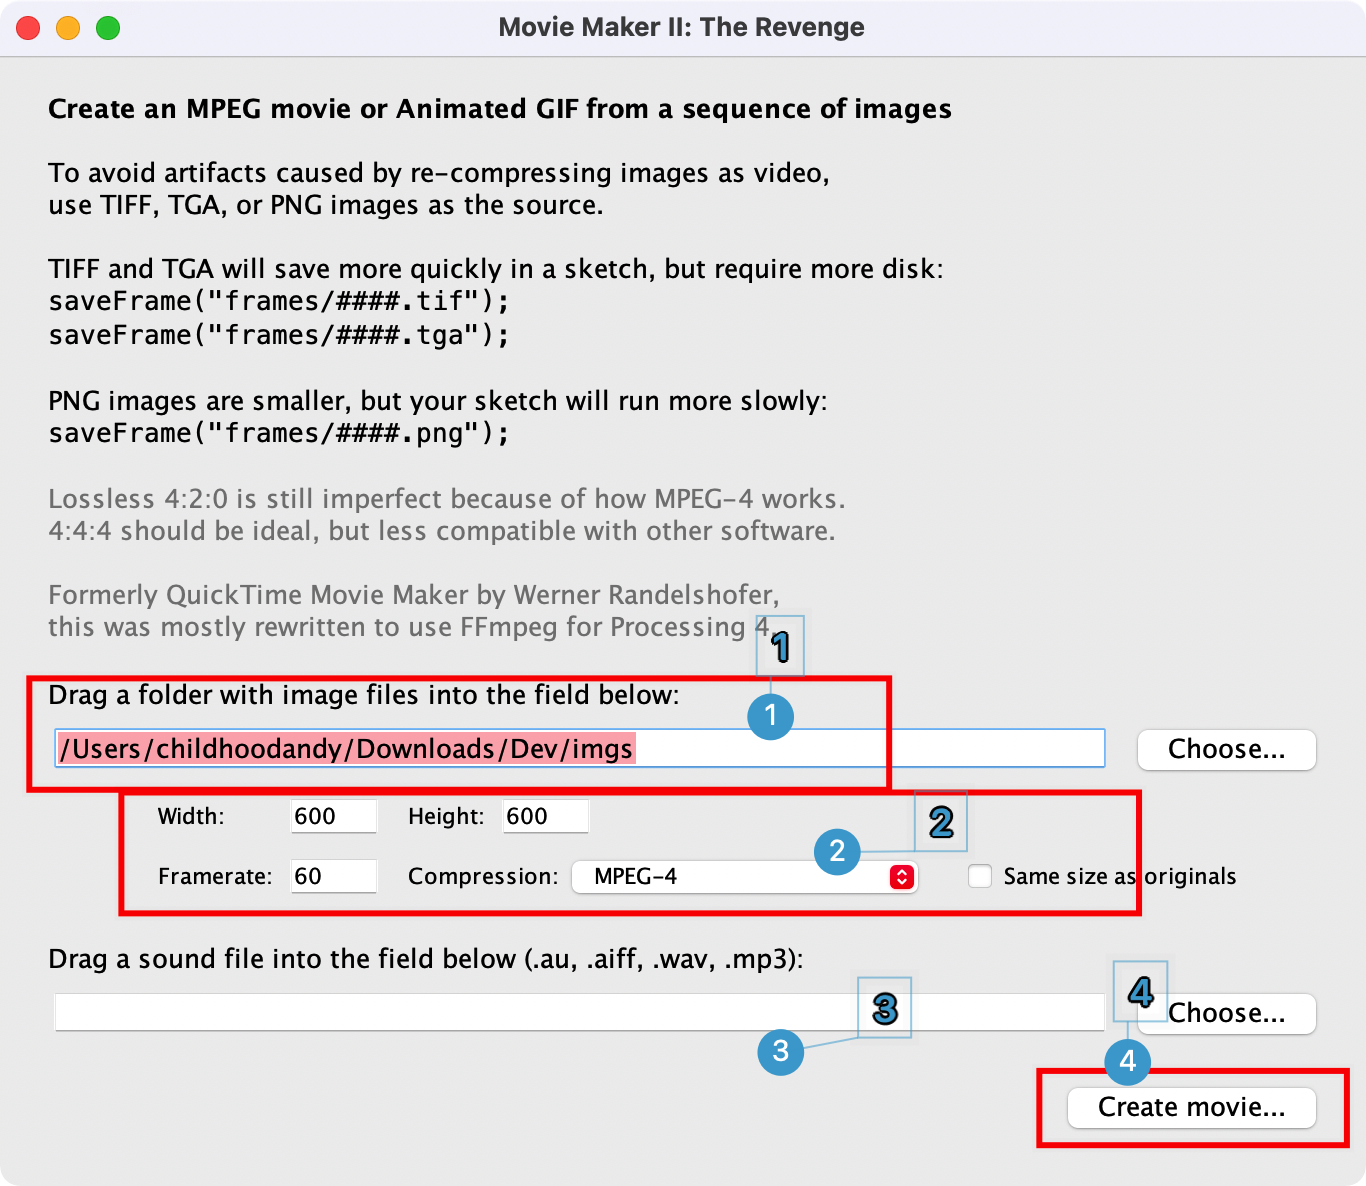 Movie Maker II: The Revenge
Create an MPEG movie or Animated GIF from a sequence of images
To avoid artifacts caused by re-compressing images as video,
use TIFF, TGA, or PNG images as the source.
TIFF and TGA will save more quickly in a sketch, but require more disk:
saveFrame("frames/####.tif");
saveFrame("frames/####.tga");
PNG images are smaller, but your sketch will run more slowly:
saveFrame("frames/####.png");
Lossless 4:2:0 is still imperfect because of how MPEG-4 works.
4:4:4 should be ideal, but less compatible with other software.
Formerly QuickTime Movie Maker by Werner Randelshofer,
this was mostly rewritten to use FFmpeg for Processing 4.
1
Drag a folder with image files into the field below:
1
/Users/childhoodandy/Downloads/Dev/imgs
Choose...
Width: 600 Height: 600
2
2
Framerate: 60 Compression: MPEG-4 Same size as originals
Drag a sound file into the field below (.au, .aiff, .wav, .mp3):
3
4
Choose...
3
4
Create movie...